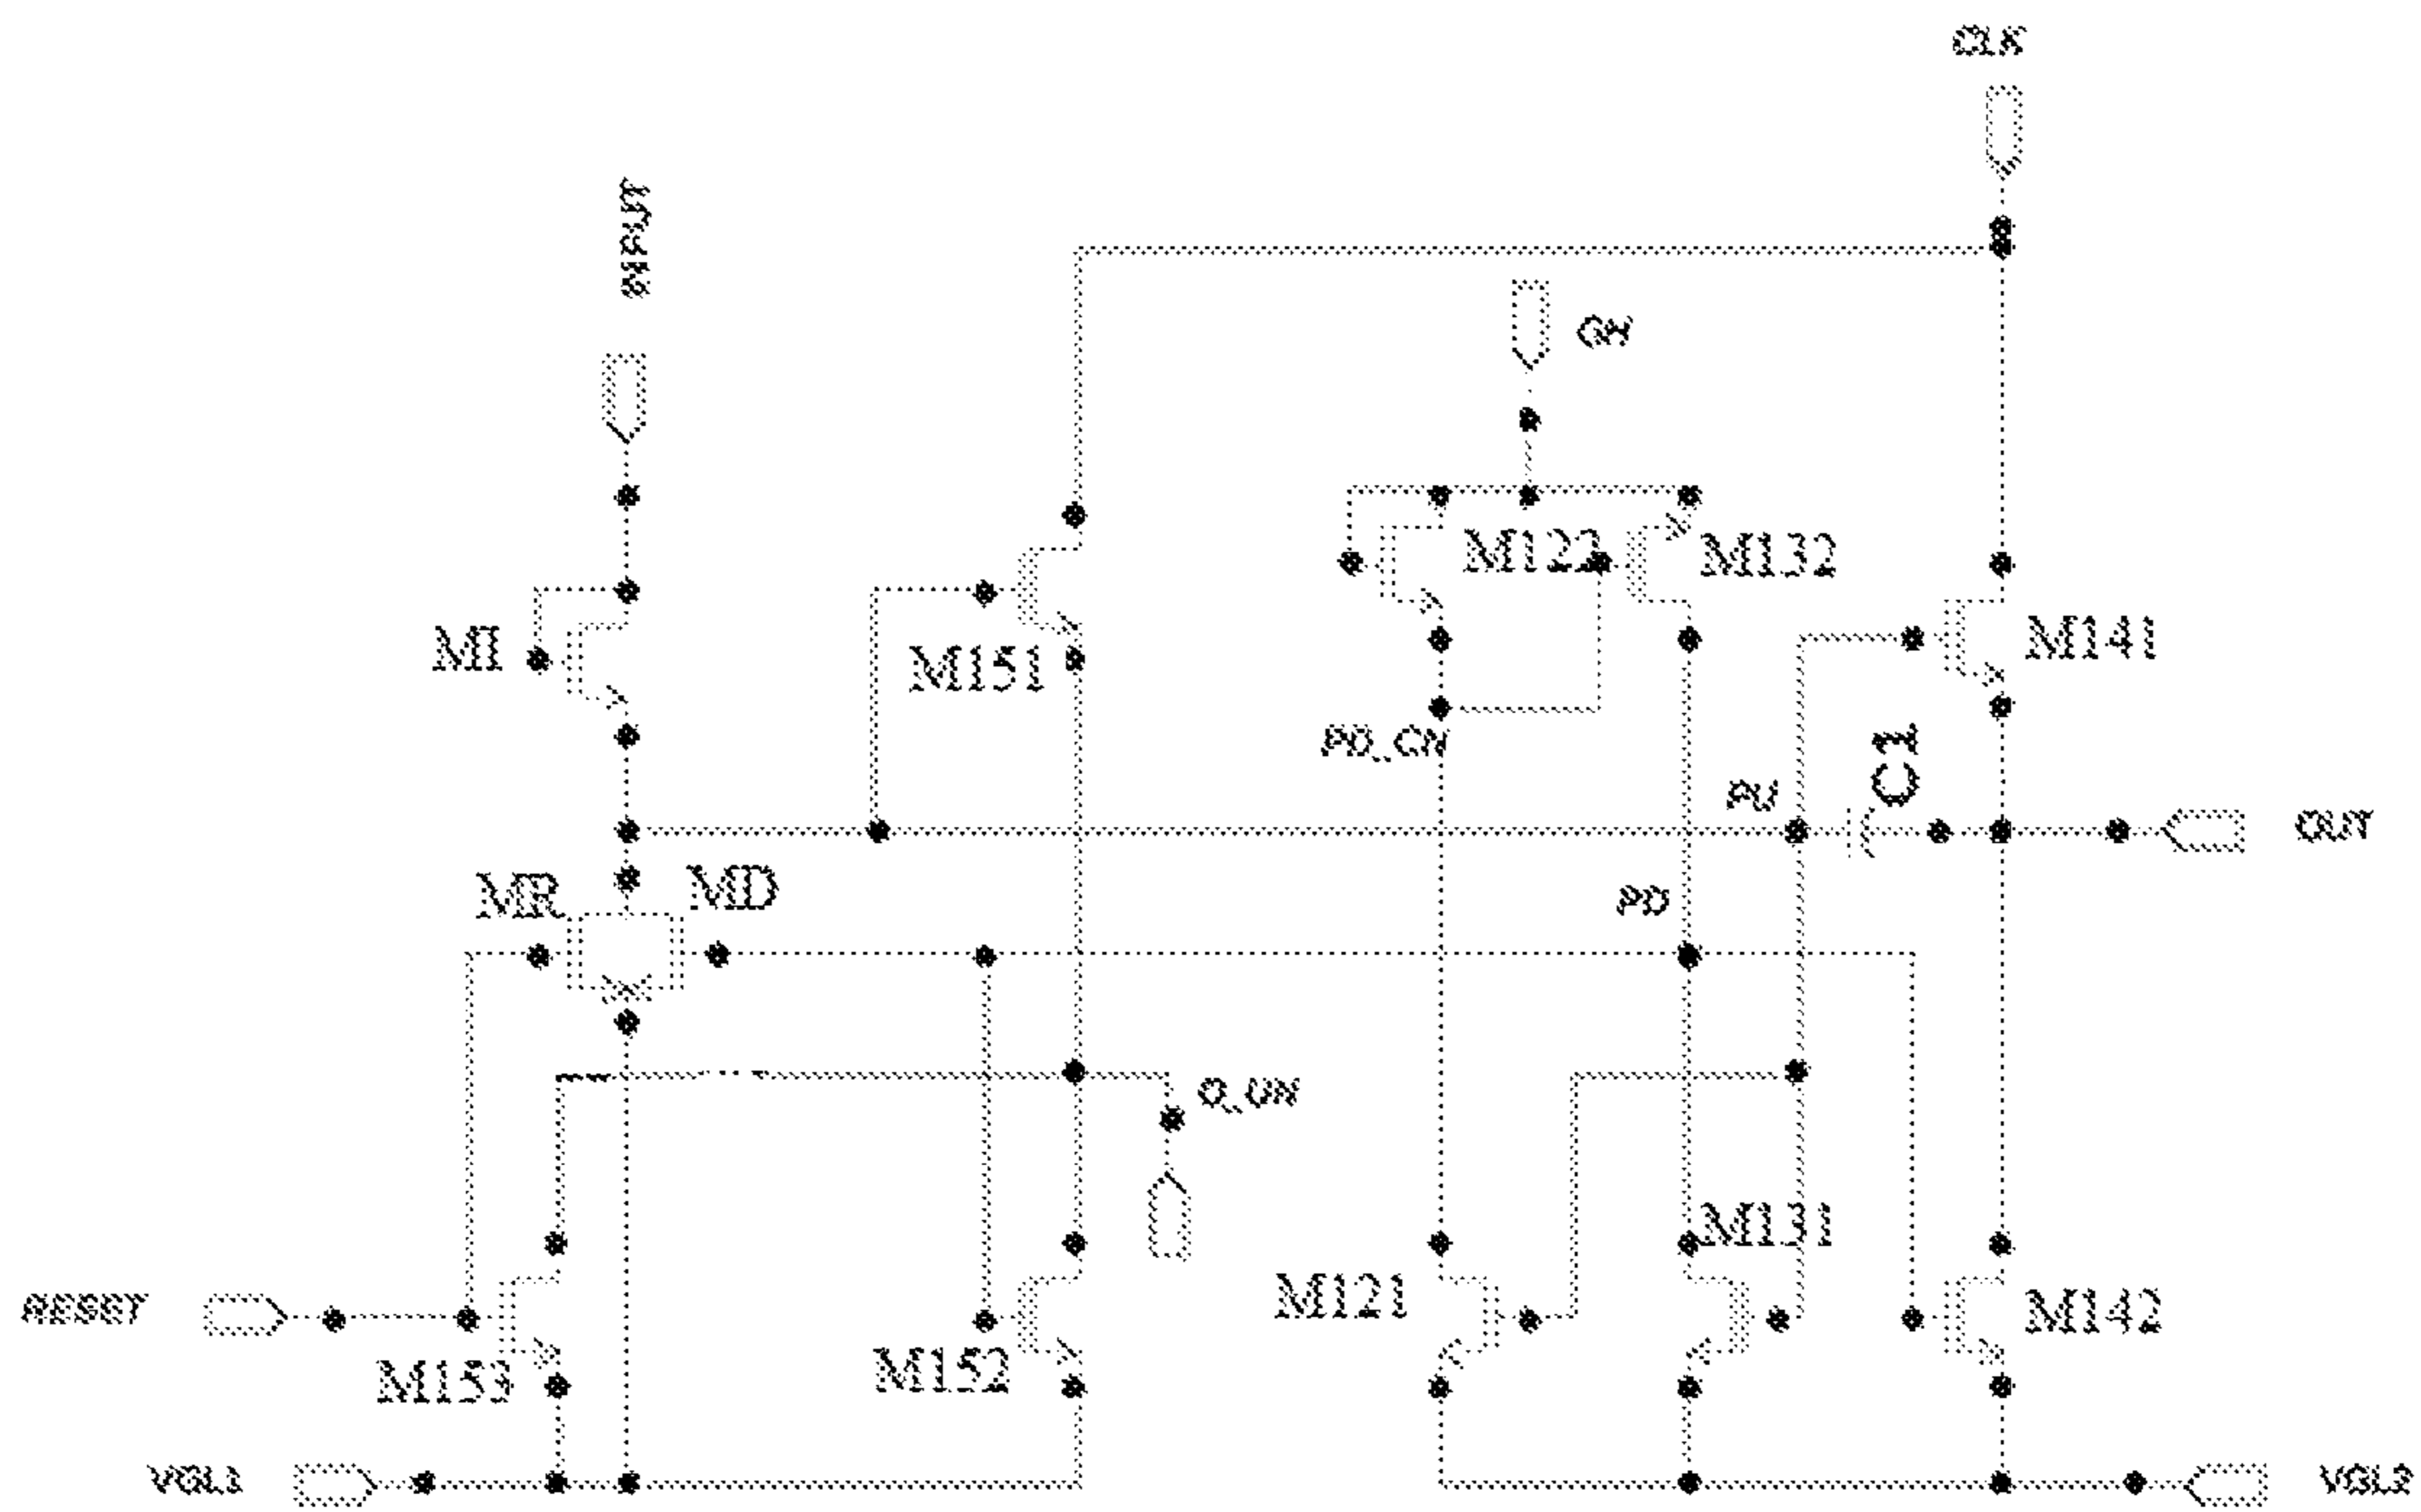 CLK
INPUT
GH
M122
M132
MI
M151
M141
PD_CN
PU
C1
OUT
MR
MD
PD
O_UN
M131
RESET
M121
M142
M153
M152
VGL1
VGL2